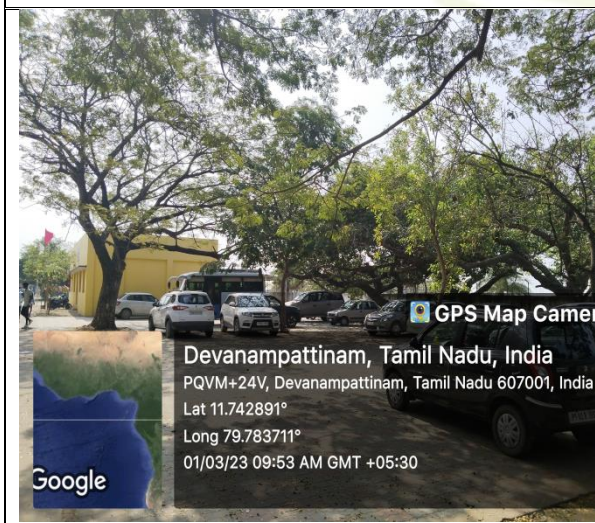 GPS Map Camer
Devanampattinam, Tamil Nadu, India
PQVM+24V, Devanampattinam, Tamil Nadu 607001, India
Lat 11.742891°
Long 79.783711°
01/03/23 09:53 AM GMT +05:30
Google